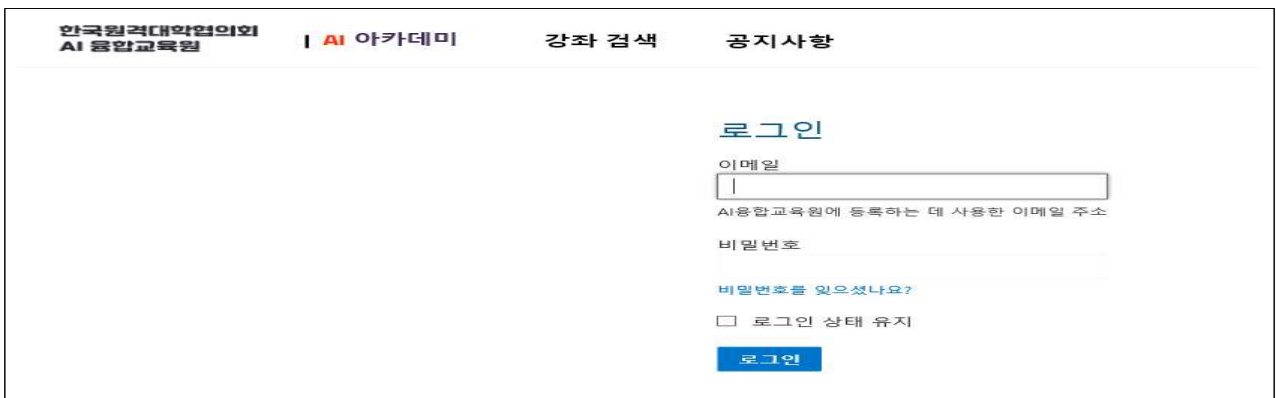 한국원격대학협의회
AI 융합교육원
| AI 아카데미
강좌 검색
공지사항
로그인
이메일
AI융합교육원에 등록하는 데 사용한 이메일 주소
비밀번호
비밀번호를 잊으셨나요?
로그인 상태 유지
로그인